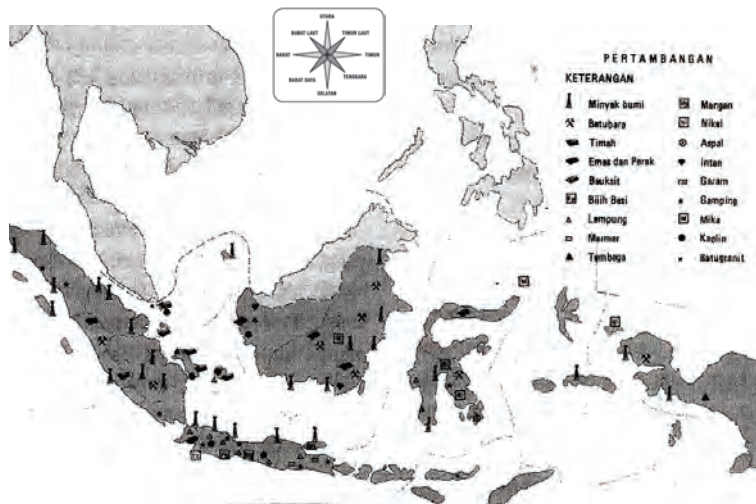 UTARA
BARAT LAUT
TIMUR LAUT
BARAT
TIMUR
BARAT DAYA
TENGGARA
SELATAN
PERTAMBANGAN
KETERANGAN
Minyak bumi
Batubara
Timah
Emas dan Perak
Bauksit
Bijih Besi
Lempung
Marmer
Tembaga
Mangan
Nikel
Aspal
Intan
Garam
Gamping
Mika
Kaolin
Batugranit